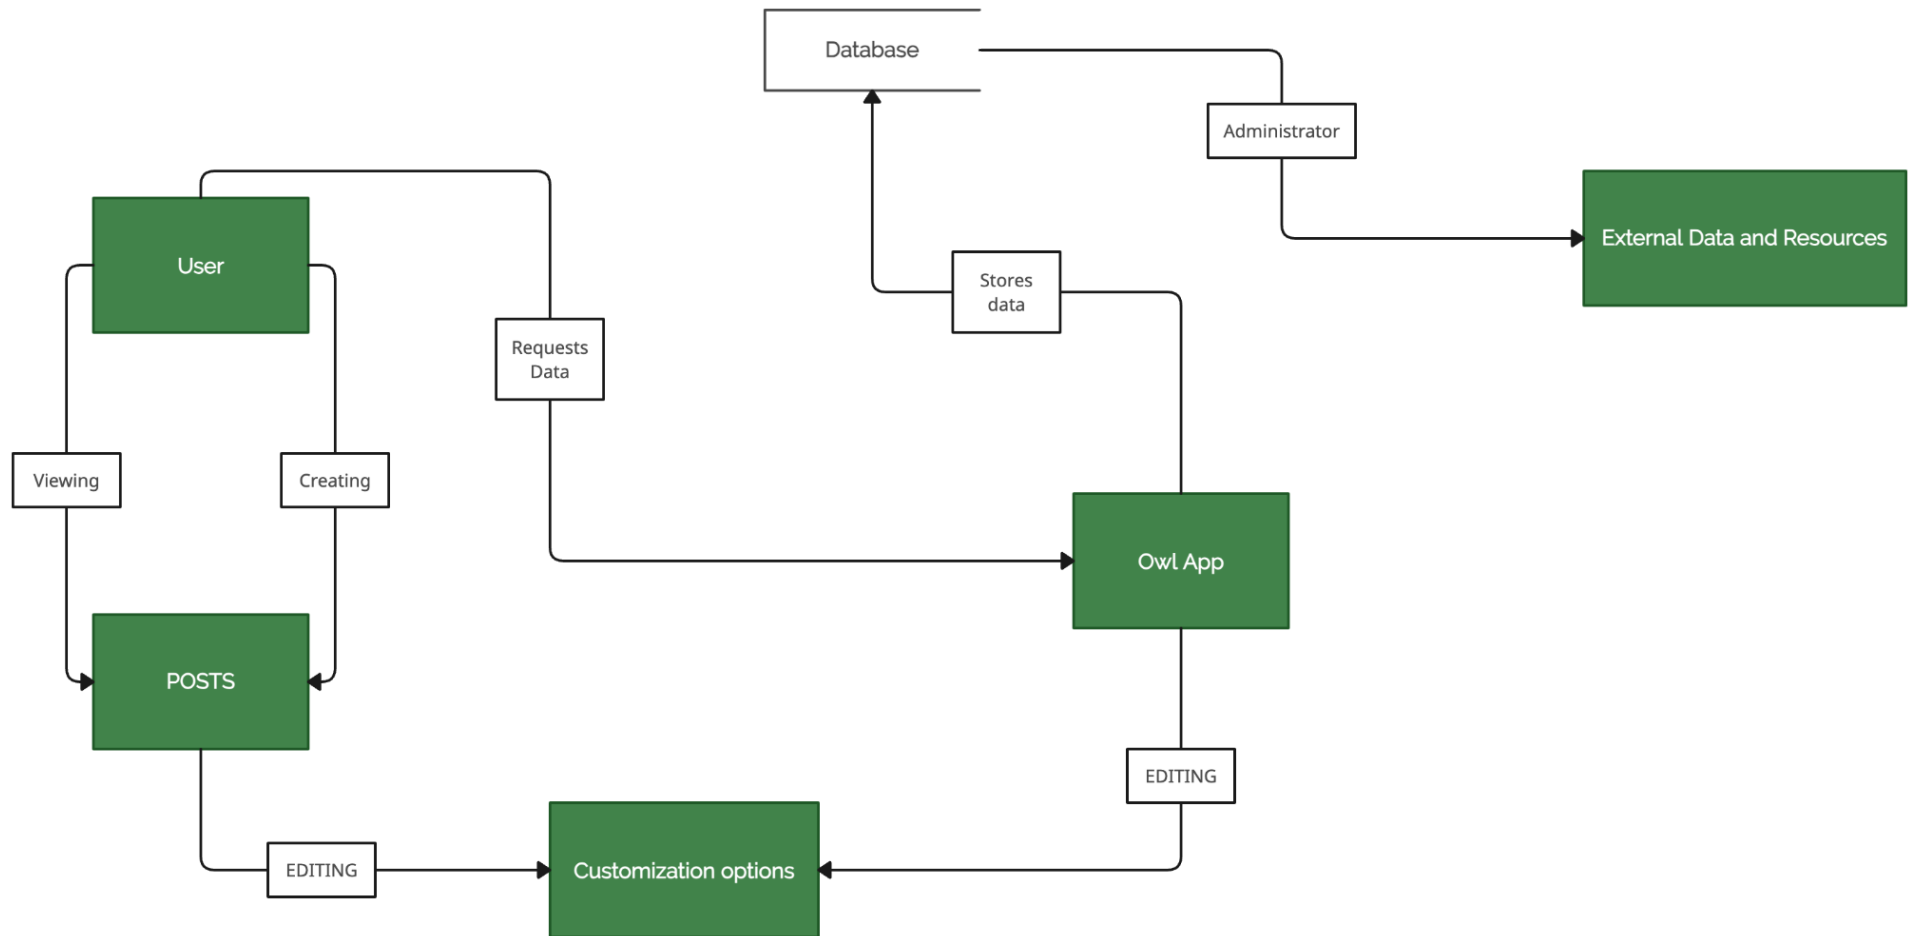 Database
Administrator
User
External Data and Resources
Stores
data
Requests
Data
Viewing
Creating
Owl App
POSTS
EDITING
EDITING
Customization options